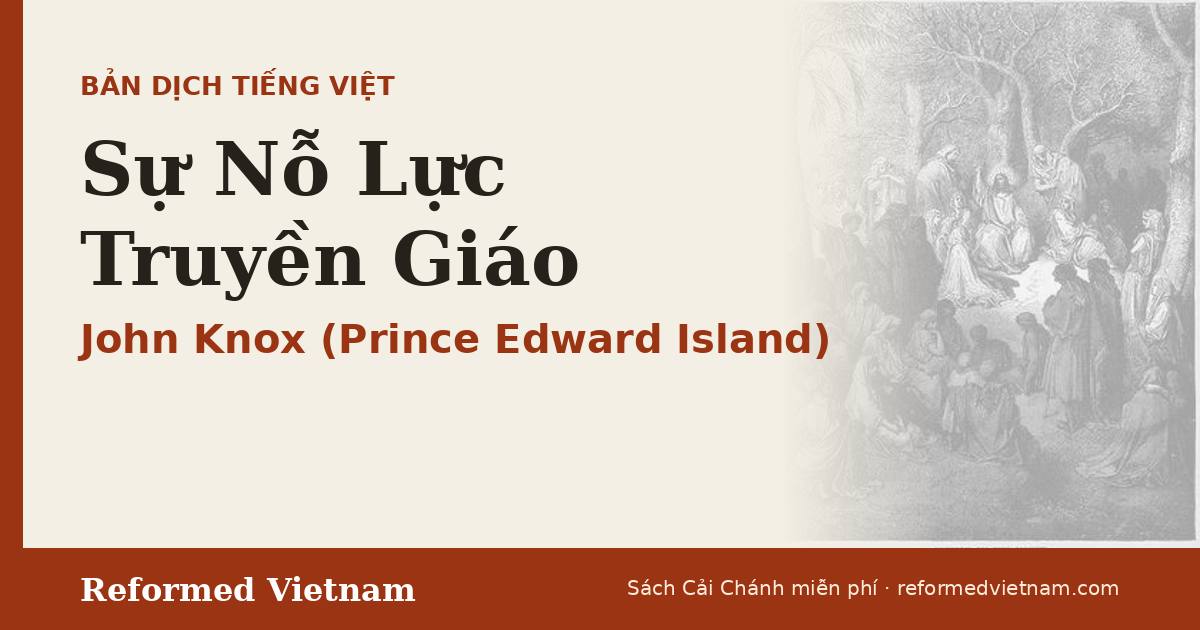 BẢN DỊCH TIẾNG VIỆT
Sự Nỗ Lực
Truyền Giáo
John Knox (Prince Edward Island)
Reformed Vietnam
Sách Cải Chánh miễn phí · reformedvietnam.com